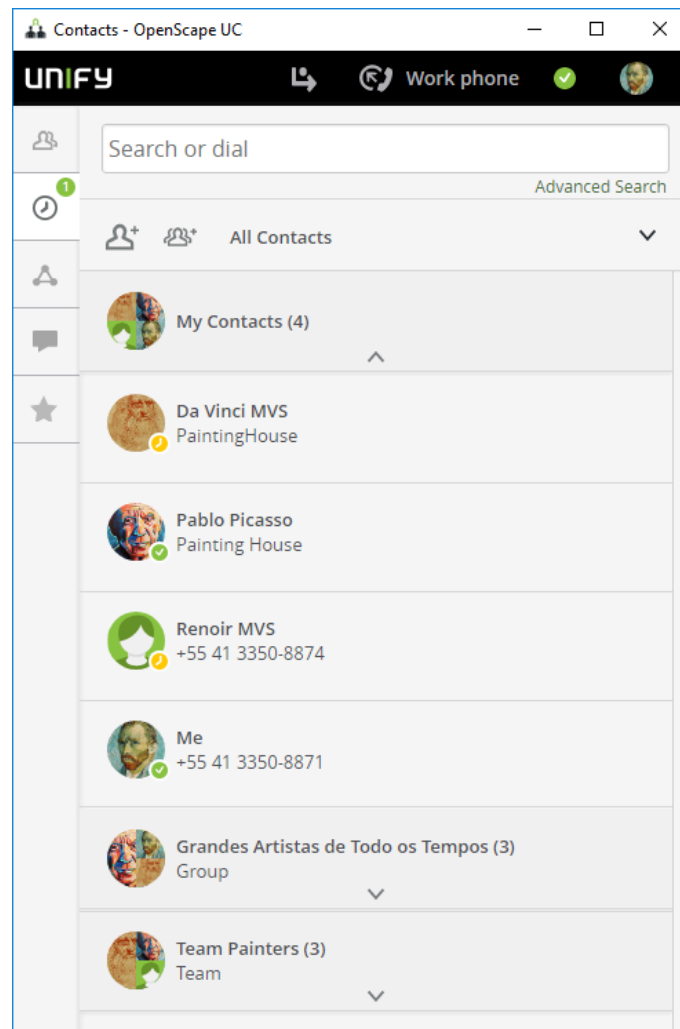 Contacts - OpenScape UC
UNIFY
Work phone
Search or dial
1
Advanced Search
All Contacts
My Contacts (4)
Da Vinci MVS
PaintingHouse
Pablo Picasso
Painting House
Renoir MVS
+55 41 3350-8874
Me
+55 41 3350-8871
Grandes Artistas de Todo os Tempos (3)
Group
Team Painters (3)
Team